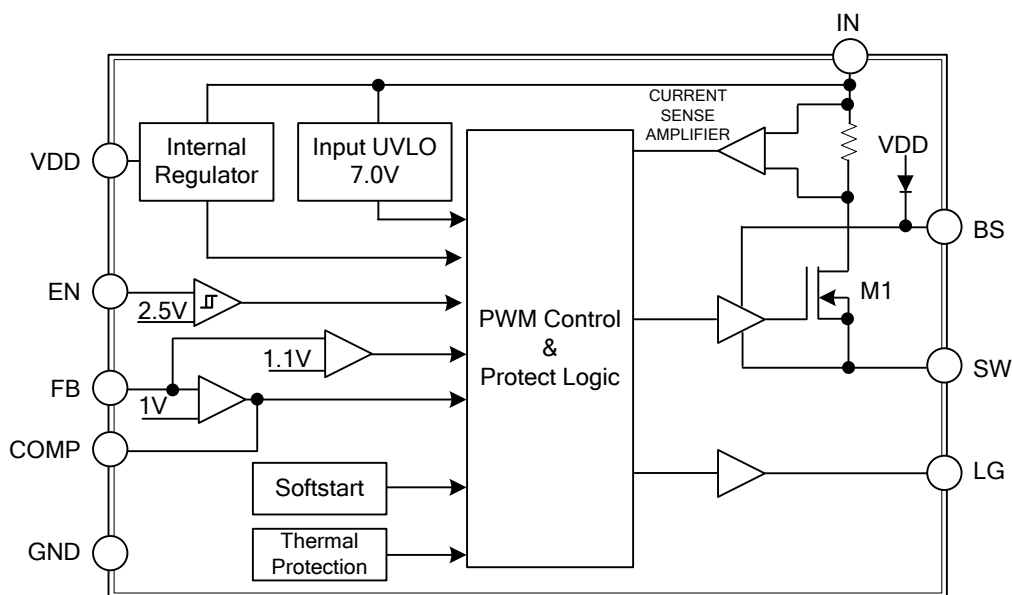 IN
CURRENT
SENSE
AMPLIFIER
VDD
Internal
Regulator
Input UVLO
7.0V
VDD
BS
EN
2.5V
M1
PWM Control
&
Protect Logic
1.1V
FB
1V
SW
COMP
Softstart
LG
GND
Thermal
Protection